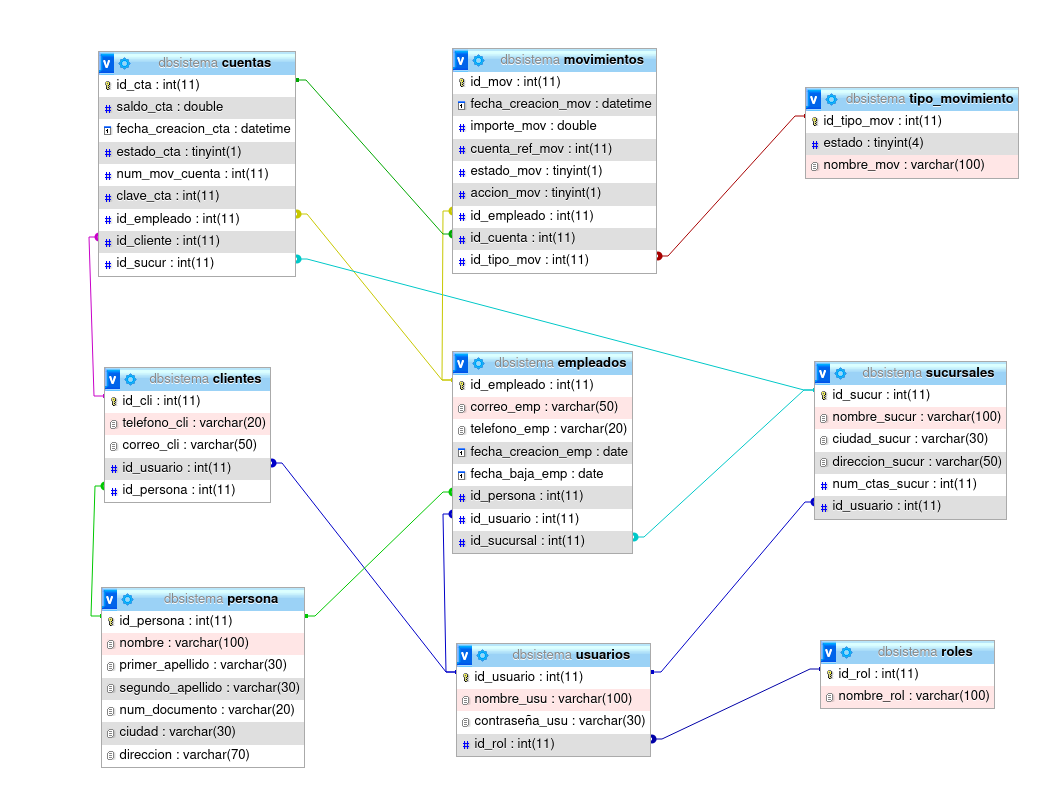 dbsistema cuentas
id_cta : int(11)
saldo_cta : double
fecha_creacion_cta : datetime
estado_cta : tinyint(1)
num_mov_cuenta : int(11)
clave_cta : int(11)
id_empleado : int(11)
id_cliente : int(11)
id_sucur : int(11)
dbsistema movimientos
id_mov : int(11)
fecha_creacion_mov : datetime
importe_mov : double
cuenta_ref_mov : int(11)
estado_mov : tinyint(1)
accion_mov : tinyint(1)
id_empleado : int(11)
id_cuenta : int(11)
id_tipo_mov : int(11)
dbsistema tipo_movimiento
id_tipo_mov : int(11)
estado : tinyint(4)
nombre_mov : varchar(100)
dbsistema clientes
id_cli : int(11)
telefono_cli : varchar(20)
correo_cli : varchar(50)
id_usuario : int(11)
id_persona : int(11)
dbsistema empleados
id_empleado : int(11)
correo_emp : varchar(50)
telefono_emp : varchar(20)
fecha_creacion_emp : date
fecha_baja_emp : date
id_persona : int(11)
id_usuario : int(11)
id_sucursal : int(11)
dbsistema sucursales
id_sucur : int(11)
nombre_sucur : varchar(100)
ciudad_sucur : varchar(30)
direccion_sucur : varchar(50)
num_ctas_sucur : int(11)
id_usuario : int(11)
dbsistema persona
id_persona : int(11)
nombre : varchar(100)
primer_apellido : varchar(30)
segundo_apellido : varchar(30)
num_documento : varchar(20)
ciudad : varchar(30)
direccion : varchar(70)
dbsistema usuarios
id_usuario : int(11)
nombre_usu : varchar(100)
contraseña_usu : varchar(30)
id_rol : int(11)
dbsistema roles
id_rol : int(11)
nombre_rol : varchar(100)